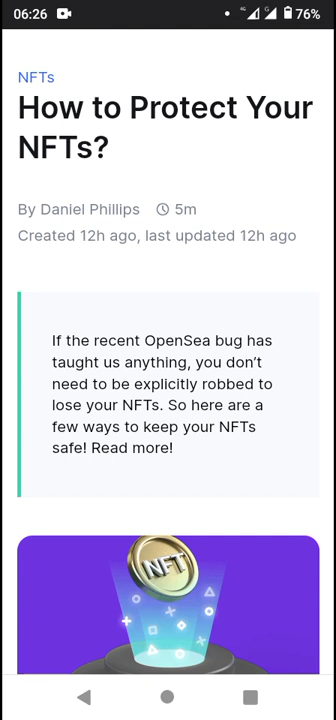 06:26
4G
G
76%
NFTs
How to Protect Your
NFTs?
By Daniel Phillips 5m
Created 12h ago, last updated 12h ago
If the recent OpenSea bug has
taught us anything, you don’t
need to be explicitly robbed to
lose your NFTs. So here are a
few ways to keep your NFTs
safe! Read more!
NFT